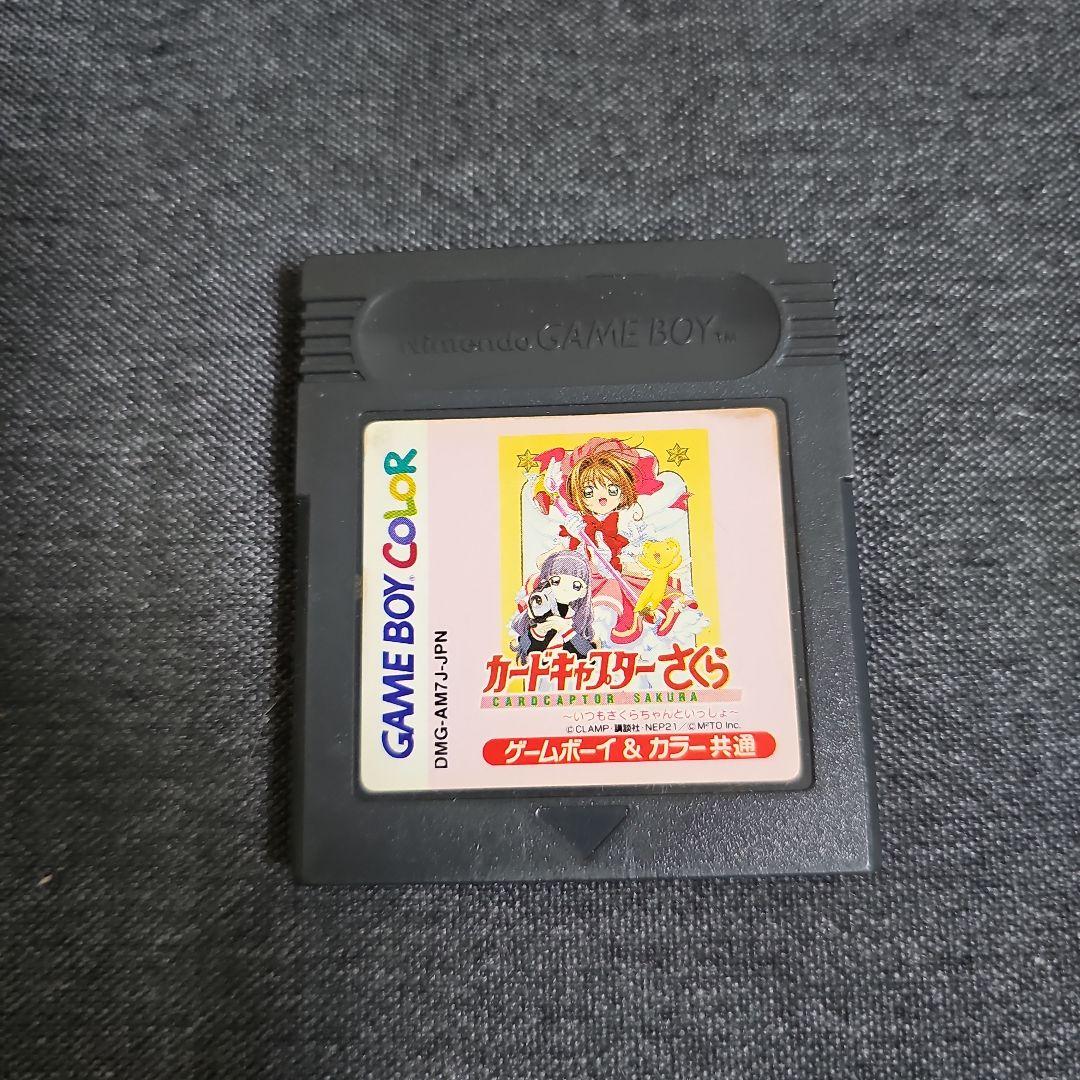 Nintendo GAME BOY™
GAME BOY® COLOR
DMG-AM7J-JPN
カードキャプターさくら
CARDCAPTOR SAKURA
～いつもさくらちゃんといっしょ～
©CLAMP・講談社・NEP21/©M²TO Inc.
ゲームボーイ & カラー共通